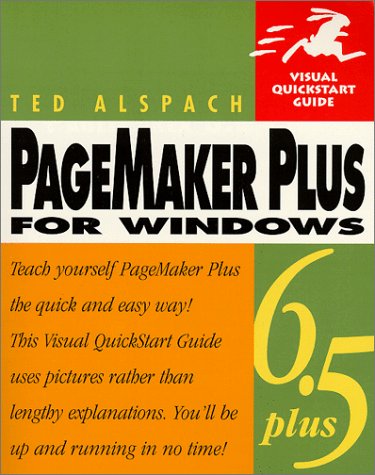 VISUAL
QUICKSTART
GUIDE
TED ALSPACH
PAGEMAKER PLUS
FOR WINDOWS
Teach yourself PageMaker Plus
the quick and easy way!
This Visual QuickStart Guide
uses pictures rather than
lengthy explanations. You'll be
up and running in no time!
6.5
plus